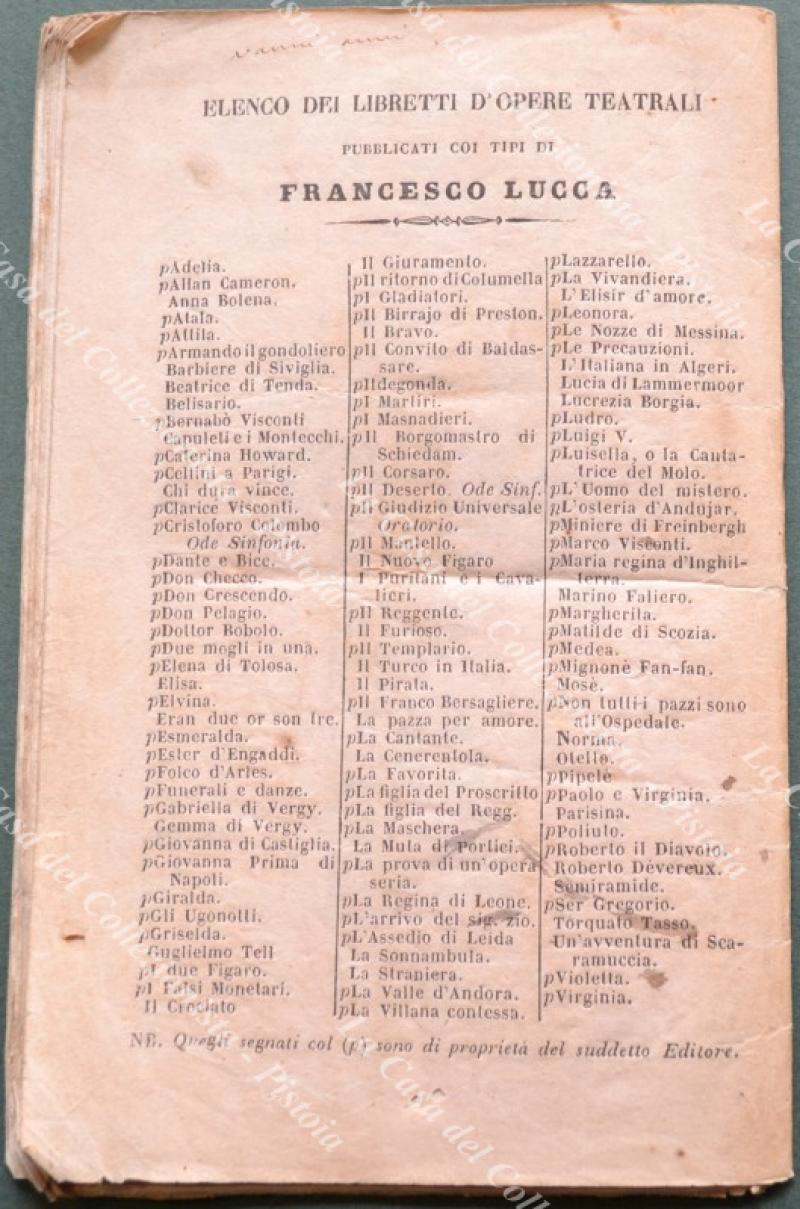 ELENCO DEI LIBRETTI D'OPERE TEATRALI
PUBBLICATI COI TIPI DI
FRANCESCO LUCCA
pAdelia.
pAllan Cameron.
Anna Bolena.
pAtala.
pAttila.
pArmando il gondoliero
Barbiere di Siviglia.
Beatrice di Tenda.
Belisario.
pBernabò Visconti
Capuleti e i Montecchi.
pCaterina Howard.
pCellini a Parigi.
Chi dura vince.
pClarice Visconti.
pCristoforo Colombo
Ode Sinfonia.
pDante e Bice.
pDon Checco.
pDon Crescendo.
pDon Pelagio.
pDottor Bobolo.
pDue mogli in una.
pElena di Tolosa.
Elisa.
pElvina.
Eran due or son tre.
pEsmeralda.
pEster d'Engaddi.
pFolco d'Arles.
pFunerali e danze.
pGabriella di Vergy.
Gemma di Vergy.
pGiovanna di Castiglia.
pGiovanna Prima di
Napoli.
pGiralda.
pGli Ugonotti.
pGriselda.
Guglielmo Tell
pI due Figaro.
pI Falsi Monetari.
Il Crociato
Il Giuramento.
pIl ritorno di Columella
pI Gladiatori.
pIl Birrajo di Preston.
Il Bravo.
pIl Convito di Baldas-
sare.
pIldegonda.
pI Martiri.
pI Masnadieri.
pIl Borgomastro di
Schiedam.
pIl Corsaro.
pIl Deserto. Ode Sinf.
pIl Giudizio Universale
Oratorio.
pIl Mantello.
Il Nuovo Figaro
I Puritani e i Cava-
lieri.
pIl Reggente.
Il Furioso.
pIl Templario.
Il Turco in Italia.
Il Pirata.
pIl Franco Bersagliere.
La pazza per amore.
pLa Cantante.
La Cenerentola.
pLa Favorita.
pLa figlia del Proscritto
pLa figlia del Regg.
pLa Maschera.
La Muta di Portici.
pLa prova di un'opera
seria.
pLa Regina di Leone.
pL'arrivo del sig. zio.
pL'Assedio di Leida
La Sonnambula.
La Straniera.
pLa Valle d'Andora.
pLa Villana contessa.
pLazzarello.
pLa Vivandiera.
L'Elisir d'amore.
pLeonora.
pLe Nozze di Messina.
pLe Precauzioni.
L'Italiana in Algeri.
Lucia di Lammermoor
Lucrezia Borgia.
pLudro.
pLuigi V.
pLuisella, o la Canta-
trice del Molo.
pL'Uomo del mistero.
pL'osteria d'Andujar.
pMiniere di Freinbergh
pMarco Visconti.
pMaria regina d'Inghil-
terra.
Marino Faliero.
pMargherita.
pMatilde di Scozia.
pMedea.
pMignonè Fan-fan.
Mosè.
pNon tutti i pazzi sono
all'Ospedale.
Norma.
Otello.
pPipelè
pPaolo e Virginia.
Parisina.
pPoliuto.
pRoberto il Diavolo.
Roberto Dévereux.
Semiramide.
pSer Gregorio.
Torquato Tasso.
Un'avventura di Sca-
ramuccia.
pVioletta.
pVirginia.
NB. Quegli segnati col (p) sono di proprietà del suddetto Editore.
La Casa del Collezionista - Pistoia